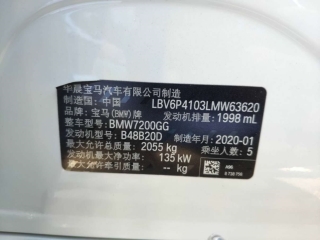 华晨宝马汽车有限公司制造
制造国: 中国 LBV6P4103LMW63620
品牌: 宝马(BMW)牌 发动机排量: 1998 mL
整车型号: BMW7200GG
发动机型号: B48B20D 制造年月: 2020-01
最大允许总质量: 2055 kg 乘坐人数: 5
最大净功率: 135 kW
最大允许牵引质量: -- kg